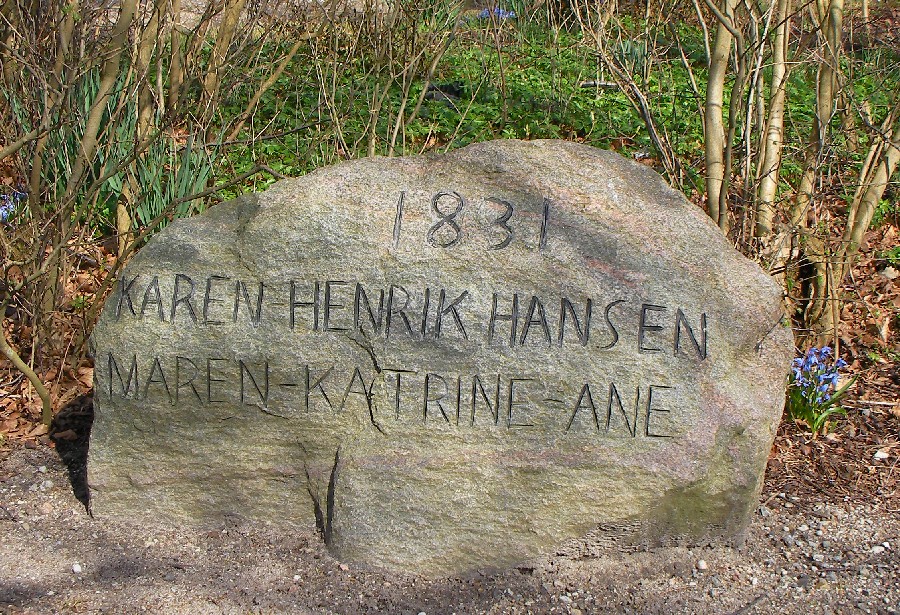 1831
KAREN-HENRIK HANSEN
MAREN-KATRINE-ANE